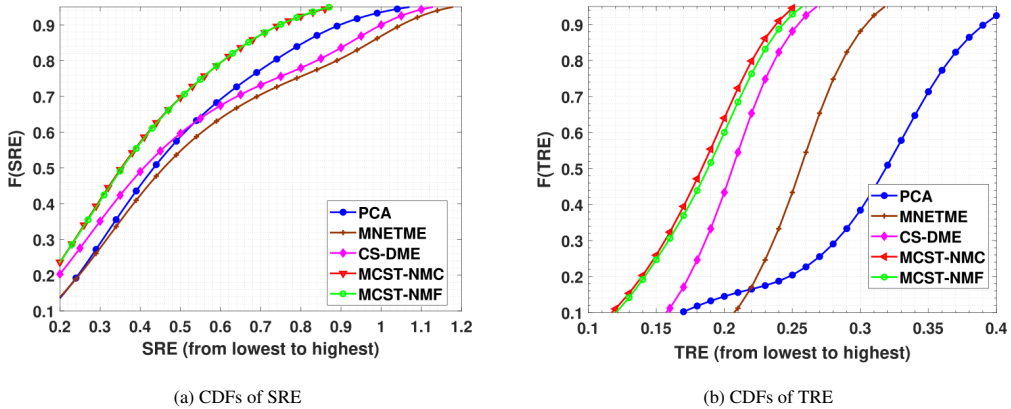 F(SRE)
0.9
0.8
0.7
0.6
0.5
0.4
0.3
0.2
0.1
0.2 0.3 0.4 0.5 0.6 0.7 0.8 0.9 1 1.1 1.2
SRE (from lowest to highest)
PCA
MNETME
CS-DME
MCST-NMC
MCST-NMF
(a) CDFs of SRE
F(TRE)
0.9
0.8
0.7
0.6
0.5
0.4
0.3
0.2
0.1
0.1 0.15 0.2 0.25 0.3 0.35 0.4
TRE (from lowest to highest)
PCA
MNETME
CS-DME
MCST-NMC
MCST-NMF
(b) CDFs of TRE